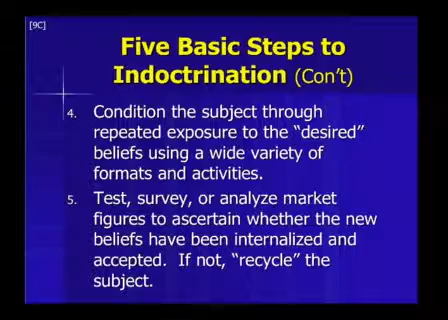 [9C]
Five Basic Steps to
Indoctrination (Con't)
4. Condition the subject through
repeated exposure to the "desired"
beliefs using a wide variety of
formats and activities.
5. Test, survey, or analyze market
figures to ascertain whether the new
beliefs have been internalized and
accepted.  If not, "recycle" the
subject.